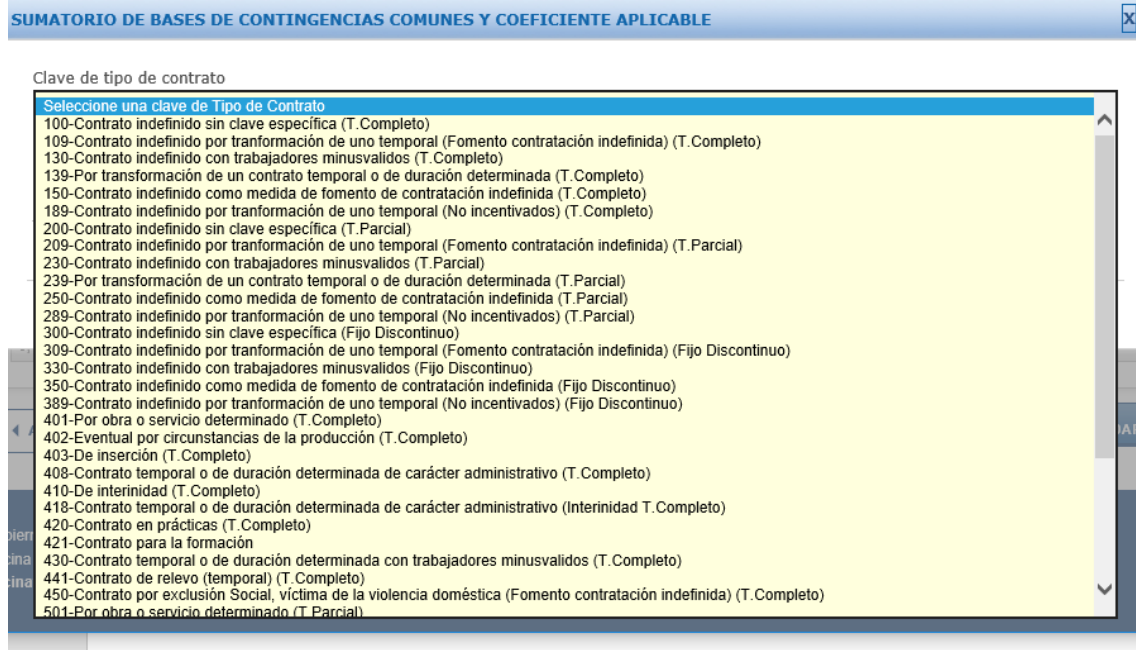 SUMATORIO DE BASES DE CONTINGENCIAS COMUNES Y COEFICIENTE APLICABLE
X
Clave de tipo de contrato
Seleccione una clave de Tipo de Contrato
100-Contrato indefinido sin clave específica (T.Completo)
109-Contrato indefinido por tranformación de uno temporal (Fomento contratación indefinida) (T.Completo)
130-Contrato indefinido con trabajadores minusvalidos (T.Completo)
139-Por transformación de un contrato temporal o de duración determinada (T.Completo)
150-Contrato indefinido como medida de fomento de contratación indefinida (T.Completo)
189-Contrato indefinido por tranformación de uno temporal (No incentivados) (T.Completo)
200-Contrato indefinido sin clave específica (T.Parcial)
209-Contrato indefinido por tranformación de uno temporal (Fomento contratación indefinida) (T.Parcial)
230-Contrato indefinido con trabajadores minusvalidos (T.Parcial)
239-Por transformación de un contrato temporal o de duración determinada (T.Parcial)
250-Contrato indefinido como medida de fomento de contratación indefinida (T.Parcial)
289-Contrato indefinido por tranformación de uno temporal (No incentivados) (T.Parcial)
300-Contrato indefinido sin clave específica (Fijo Discontinuo)
309-Contrato indefinido por tranformación de uno temporal (Fomento contratación indefinida) (Fijo Discontinuo)
330-Contrato indefinido con trabajadores minusvalidos (Fijo Discontinuo)
350-Contrato indefinido como medida de fomento de contratación indefinida (Fijo Discontinuo)
389-Contrato indefinido por tranformación de uno temporal (No incentivados) (Fijo Discontinuo)
401-Por obra o servicio determinado (T.Completo)
402-Eventual por circunstancias de la producción (T.Completo)
403-De inserción (T.Completo)
408-Contrato temporal o de duración determinada de carácter administrativo (T.Completo)
410-De interinidad (T.Completo)
418-Contrato temporal o de duración determinada de carácter administrativo (Interinidad T.Completo)
420-Contrato en prácticas (T.Completo)
421-Contrato para la formación
430-Contrato temporal o de duración determinada con trabajadores minusvalidos (T.Completo)
441-Contrato de relevo (temporal) (T.Completo)
450-Contrato por exclusión Social, víctima de la violencia doméstica (Fomento contratación indefinida) (T.Completo)
501-Por obra o servicio determinado (T.Parcial)